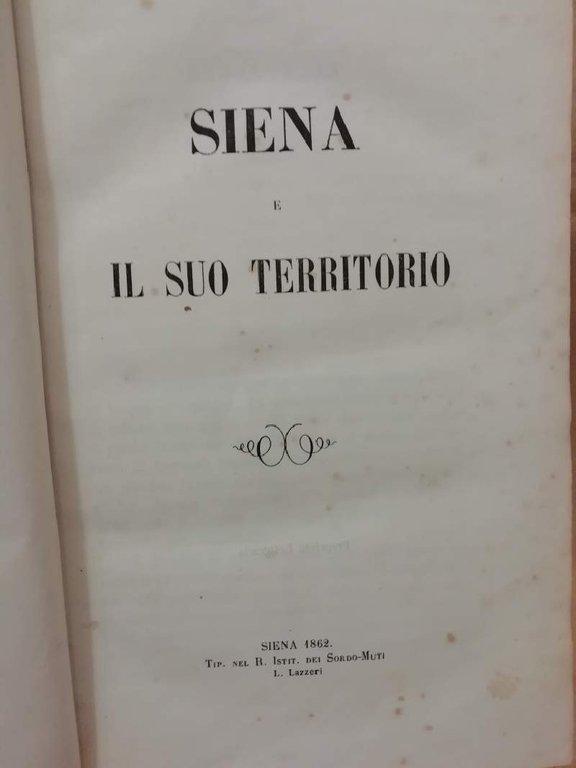 SIENA
E
IL SUO TERRITORIO
SIENA 1862.
Tip. nel R. Istit. dei Sordo-Muti
L. Lazzeri